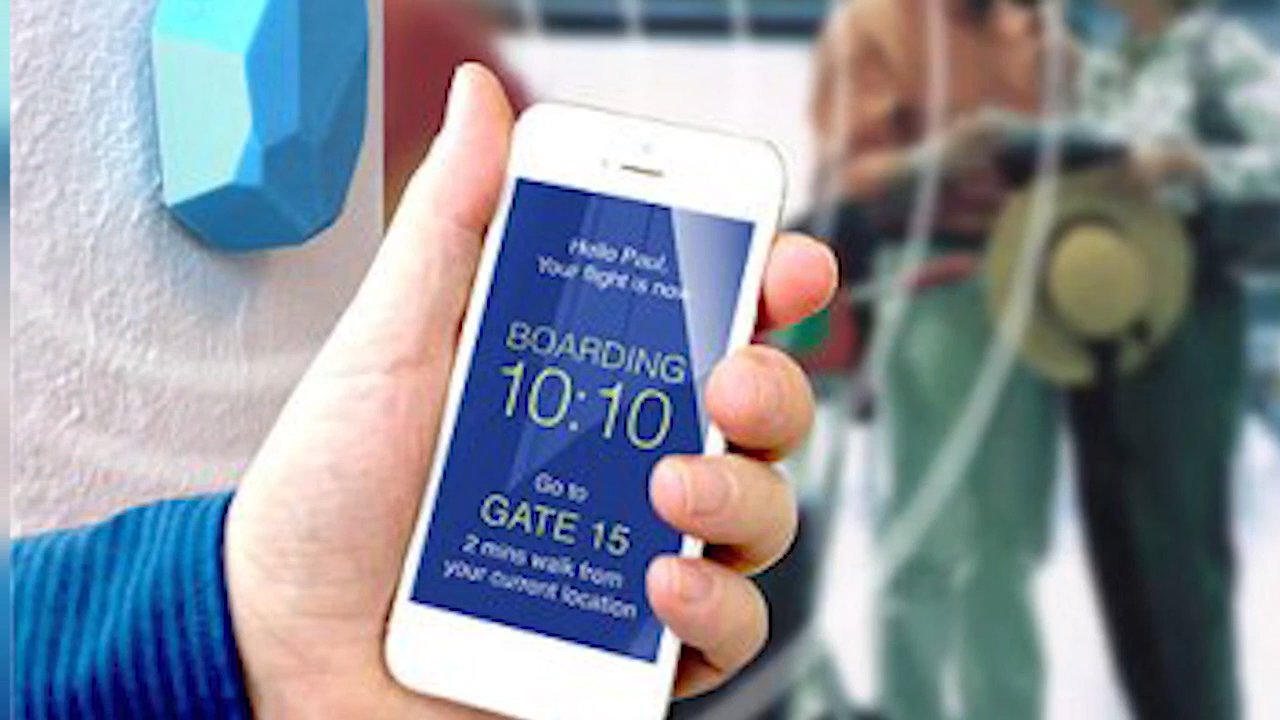 Hello Paul,
Your flight is now
BOARDING
10:10
Go to
GATE 15
2 mins walk from
your current location